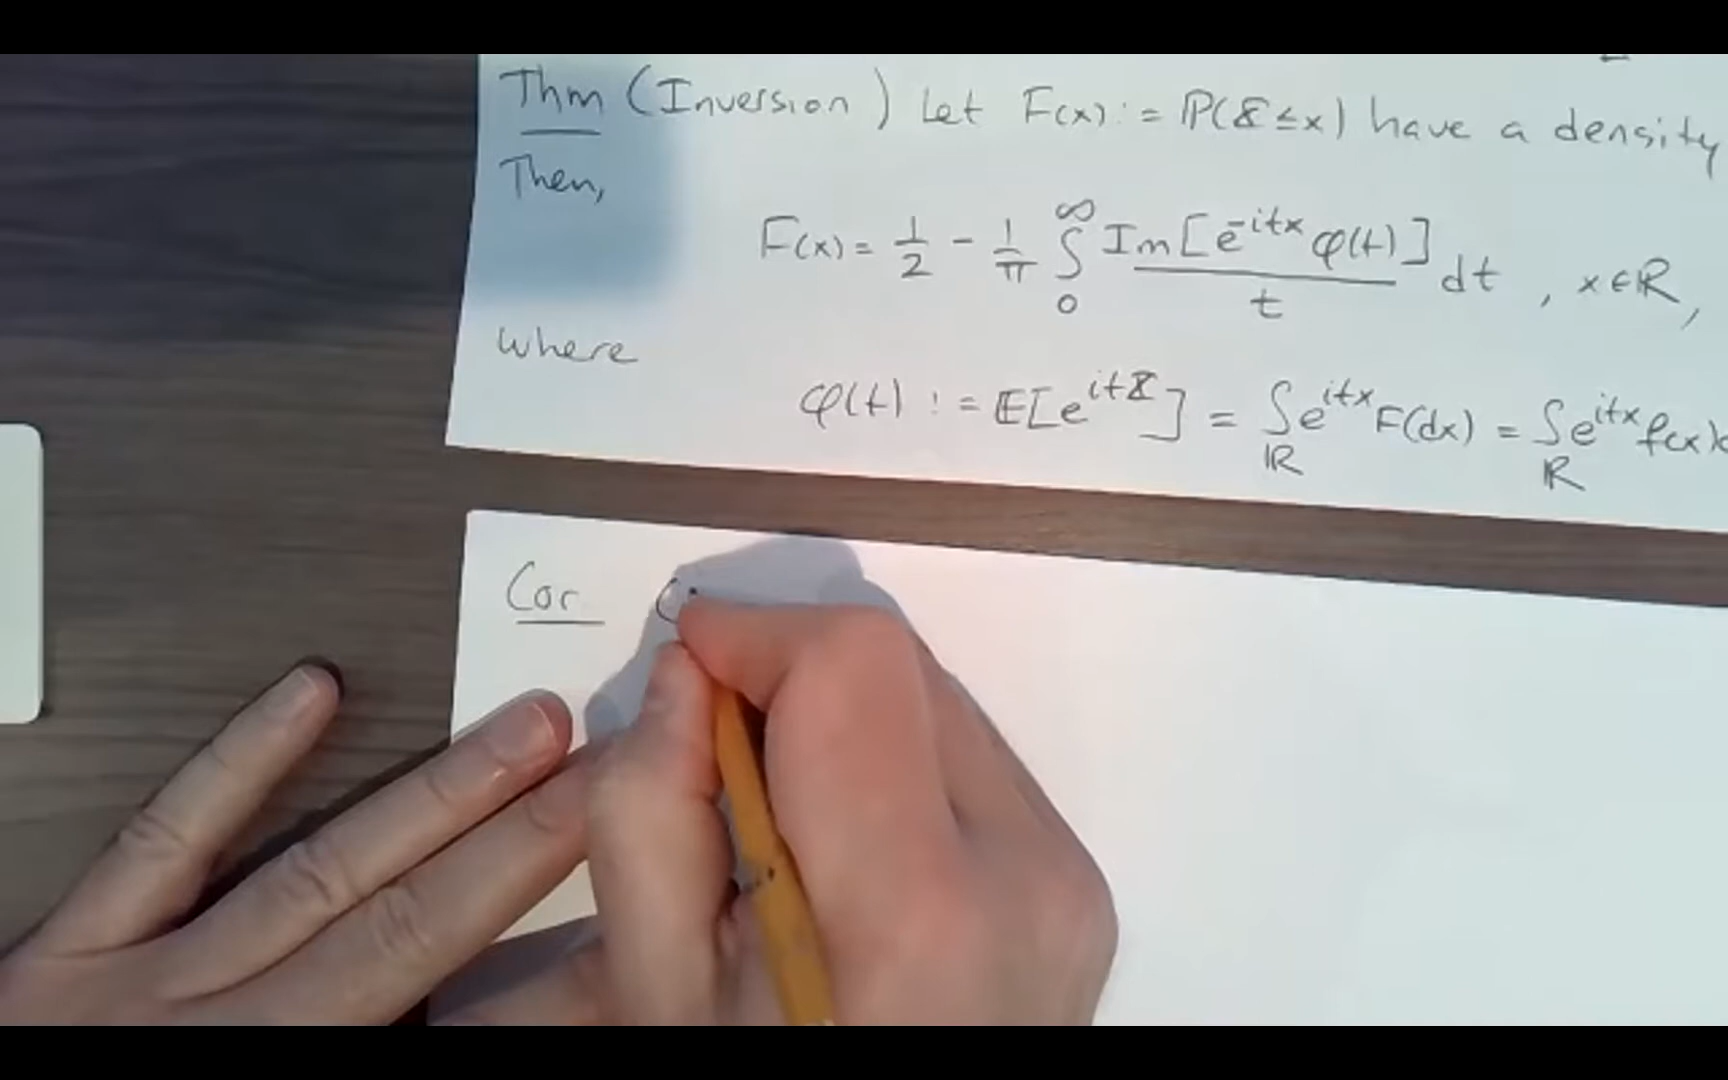 Thm (Inversion) Let F(x) := ℙ(X ≤ x) have a density
Then,
F(x) = 1/2 - 1/π ∫₀^∞ Im[e^{-itx} φ(t)]/t dt , x ∈ ℝ,
where
φ(t) := 𝔼[e^{itX}] = ∫_ℝ e^{itx} F(dx) = ∫_ℝ e^{itx} f(x)
Cor